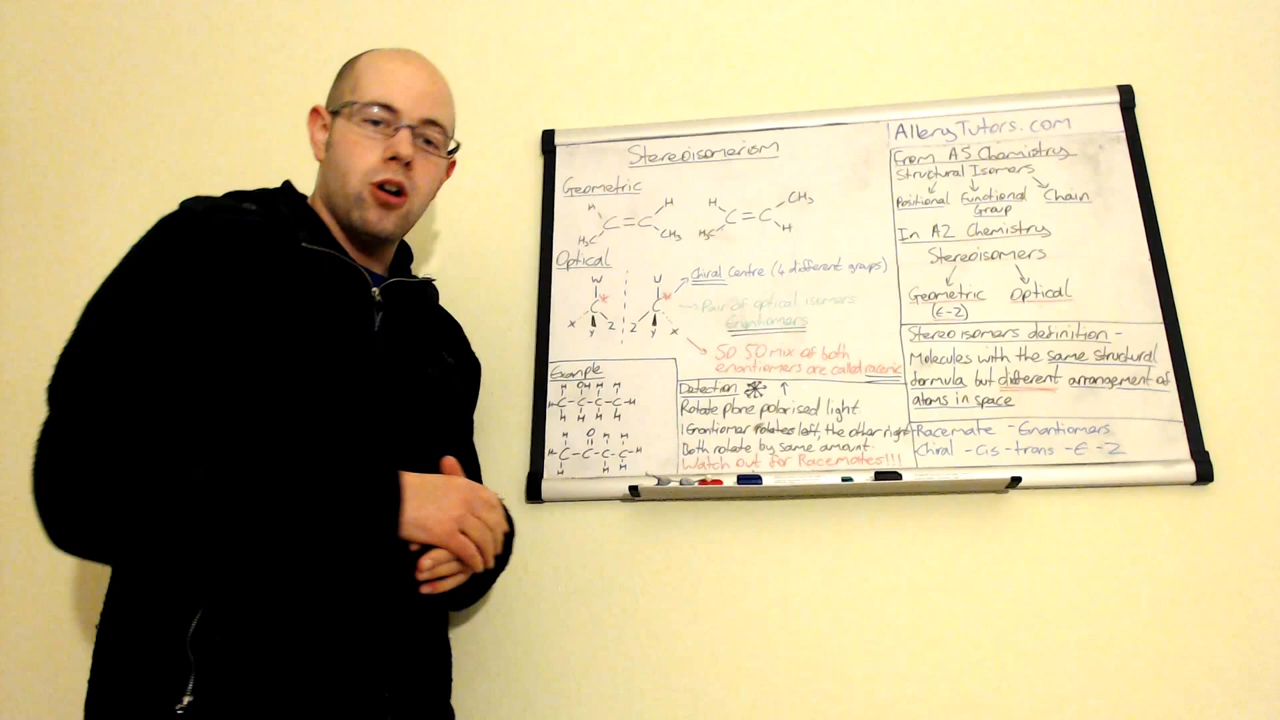 Stereoisomerism
Geometric
H H
C=C
H₃C CH₃
H CH₃
C=C
H₃C H
Optical
W
C*
X Y Z
U
C*
Z Y X
Chiral Centre (4 different groups)
Pair of optical isomers
Enantiomers
50 50 mix of both
enantiomers are called racemic
Example
H OH H H
H-C-C-C-C-H
H H H H
H O H H
H-C-C-C-C-H
H H H
Detection
Rotate plane polarised light.
1 Enantiomer rotates left, the other right
Both rotate by same amount.
Watch out for Racemates!!!
AlleryTutors.com
From AS Chemistry
Structural Isomers
Positional Functional Chain
Group
In A2 Chemistry
Stereoisomers
Geometric Optical
(E-Z)
Stereoisomers definition -
Molecules with the same structural
formula but different arrangement of
atoms in space
Racemate - Enantiomers
Chiral - Cis - trans - E - Z